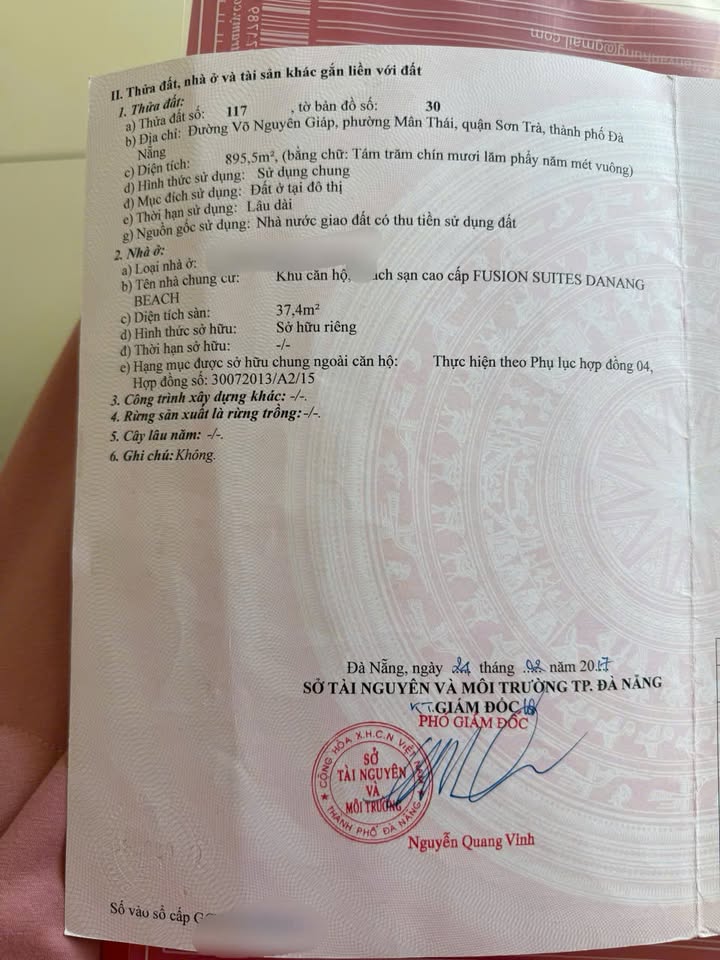 II. Thửa đất, nhà ở và tài sản khác gắn liền với đất
1. Thửa đất:
a) Thửa đất số: 117 , tờ bản đồ số: 30
b) Địa chỉ: Đường Võ Nguyên Giáp, phường Mân Thái, quận Sơn Trà, thành phố Đà
Nẵng
c) Diện tích: 895,5m², (bằng chữ: Tám trăm chín mươi lăm phẩy năm mét vuông)
d) Hình thức sử dụng: Sử dụng chung
đ) Mục đích sử dụng: Đất ở tại đô thị
e) Thời hạn sử dụng: Lâu dài
g) Nguồn gốc sử dụng: Nhà nước giao đất có thu tiền sử dụng đất
2. Nhà ở:
a) Loại nhà ở:
b) Tên nhà chung cư: Khu căn hộ, ách sạn cao cấp FUSION SUITES DANANG
BEACH
c) Diện tích sàn: 37,4m²
d) Hình thức sở hữu: Sở hữu riêng
đ) Thời hạn sở hữu: -/-
e) Hạng mục được sở hữu chung ngoài căn hộ: Thực hiện theo Phụ lục hợp đồng 04,
Hợp đồng số: 30072013/A2/15
3. Công trình xây dựng khác: -/-.
4. Rừng sản xuất là rừng trồng:-/-.
5. Cây lâu năm: -/-.
6. Ghi chú: Không.
Đà Nẵng, ngày tháng 02 năm 2017
SỞ TÀI NGUYÊN VÀ MÔI TRƯỜNG TP. ĐÀ NẴNG
KT.GIÁM ĐỐC
PHÓ GIÁM ĐỐC
CỘNG HÒA X.H.C.N VIỆT NAM
SỞ
TÀI NGUYÊN
VÀ
MÔI TRƯỜNG
THÀNH PHỐ ĐÀ NẴNG
Nguyễn Quang Vinh
Số vào sổ cấp